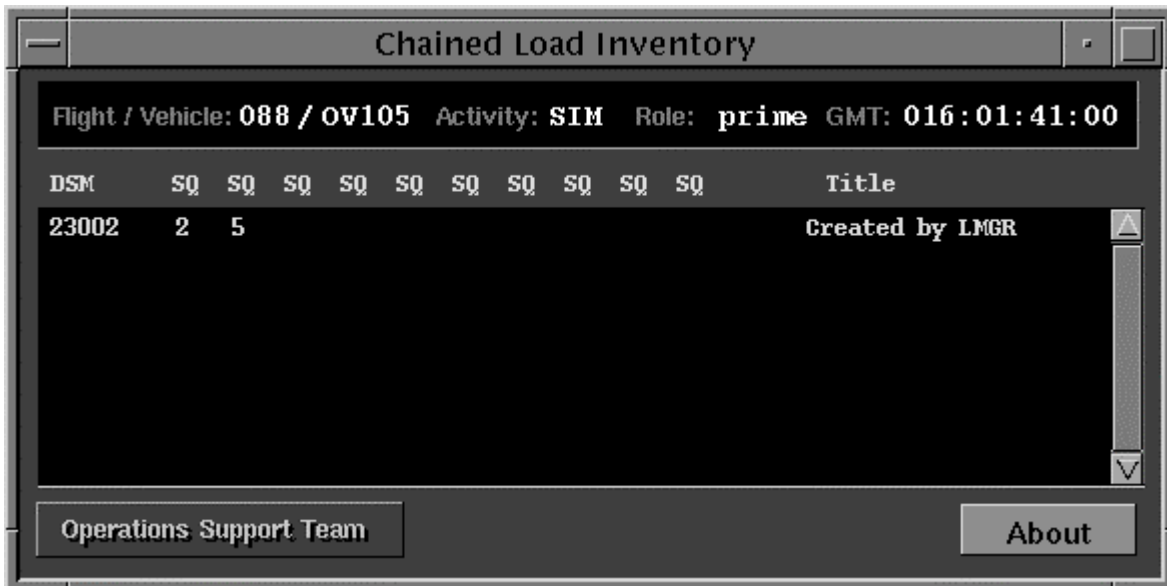 Chained Load Inventory
Flight / Vehicle: 088 / OV105 Activity: SIM Role: prime GMT: 016:01:41:00
DSM SQ SQ SQ SQ SQ SQ SQ SQ SQ SQ Title
23002 2 5 Created by LMGR
Operations Support Team About